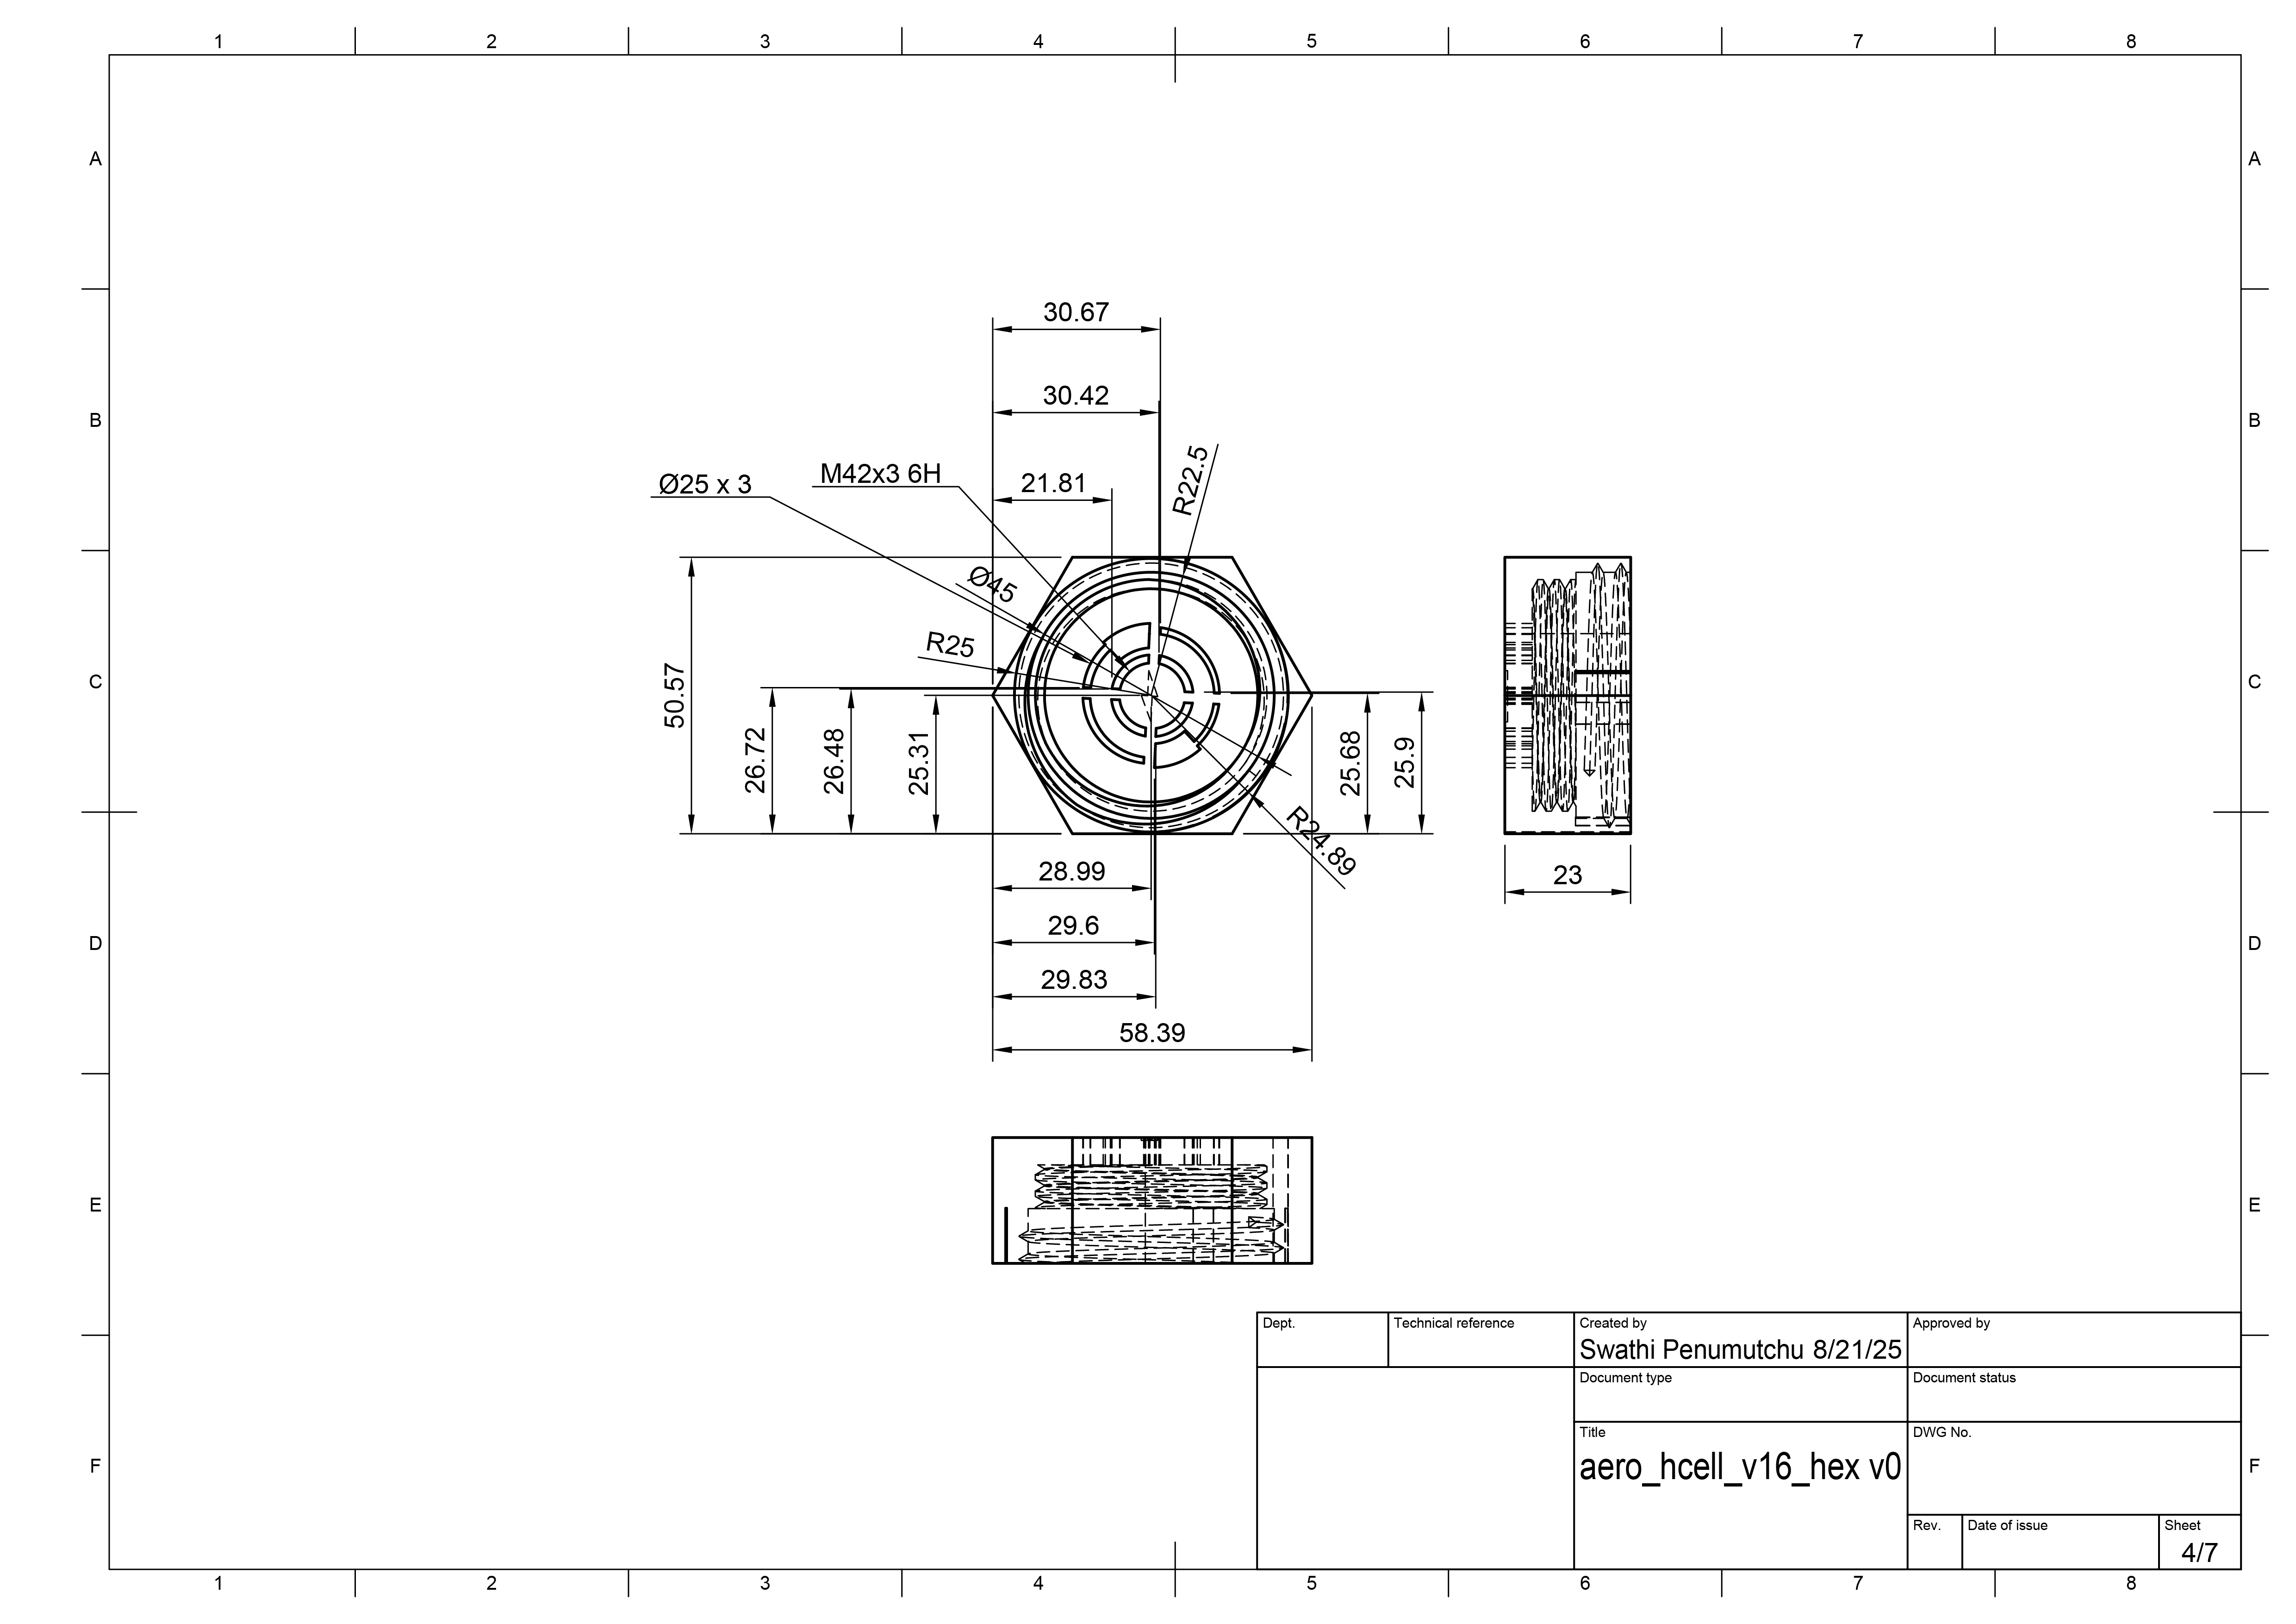 1 2 3 4 5 6 7 8
A A
30.67
B 30.42 B
R22.5
M42x3 6H
Ø25 x 3
21.81
Ø45
R25
C C
50.57
26.72
26.48
25.31
25.68
25.9
R24.89
28.99
23
29.6
D D
29.83
58.39
E E
Dept.
Technical reference
Created by
Swathi Penumutchu 8/21/25
Approved by
Document type
Document status
Title
aero_hcell_v16_hex v0
DWG No.
F F
Rev.
Date of issue
Sheet
4/7
1 2 3 4 5 6 7 8